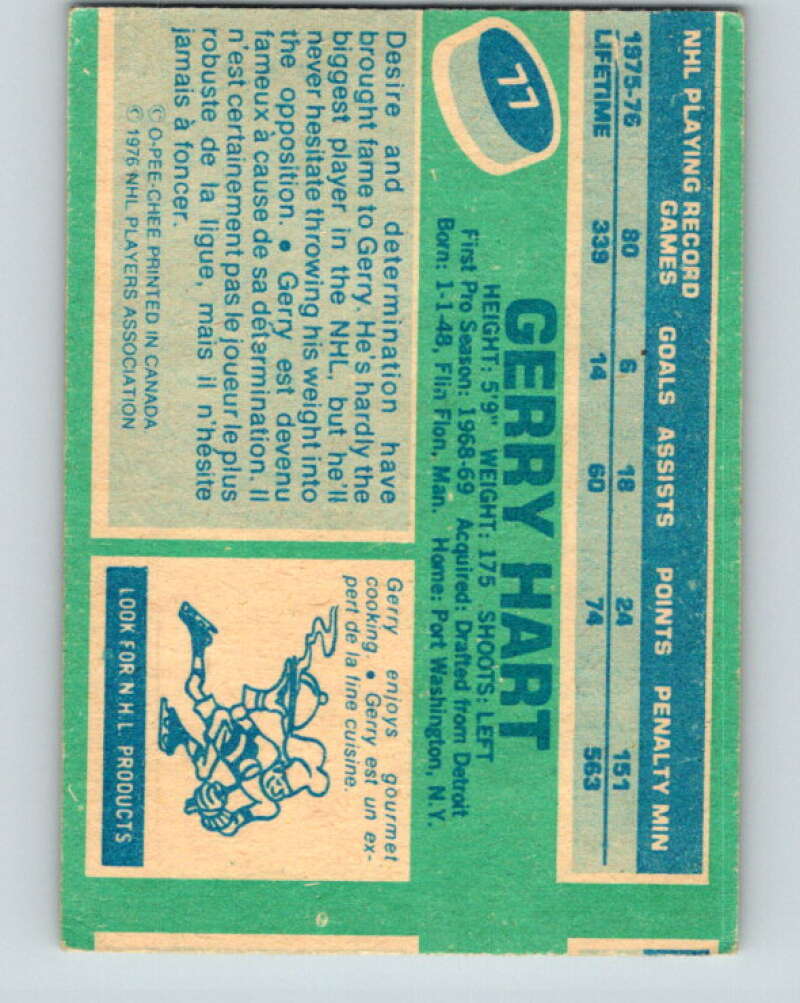 NHL PLAYING RECORD
GAMES GOALS ASSISTS POINTS PENALTY MIN
1975-76 80 6 18 24 151
LIFETIME 339 14 60 74 563
77
GERRY HART
HEIGHT: 5'9" WEIGHT: 175 SHOOTS: LEFT
First Pro Season: 1968-69 Acquired: Drafted from Detroit
Born: 1-1-48, Flin Flon, Man. Home: Port Washington, N.Y.
Desire and determination have
brought fame to Gerry. He's hardly the
biggest player in the NHL, but he'll
never hesitate throwing his weight into
the opposition. • Gerry est devenu
fameux à cause de sa détermination. Il
n'est certainement pas le joueur le plus
robuste de la ligue, mais il n'hésite
jamais à foncer.
© O-PEE-CHEE PRINTED IN CANADA.
© 1976 NHL PLAYERS ASSOCIATION
Gerry enjoys gourmet
cooking. • Gerry est un ex-
pert de la fine cuisine.
LOOK FOR N.H.L. PRODUCTS